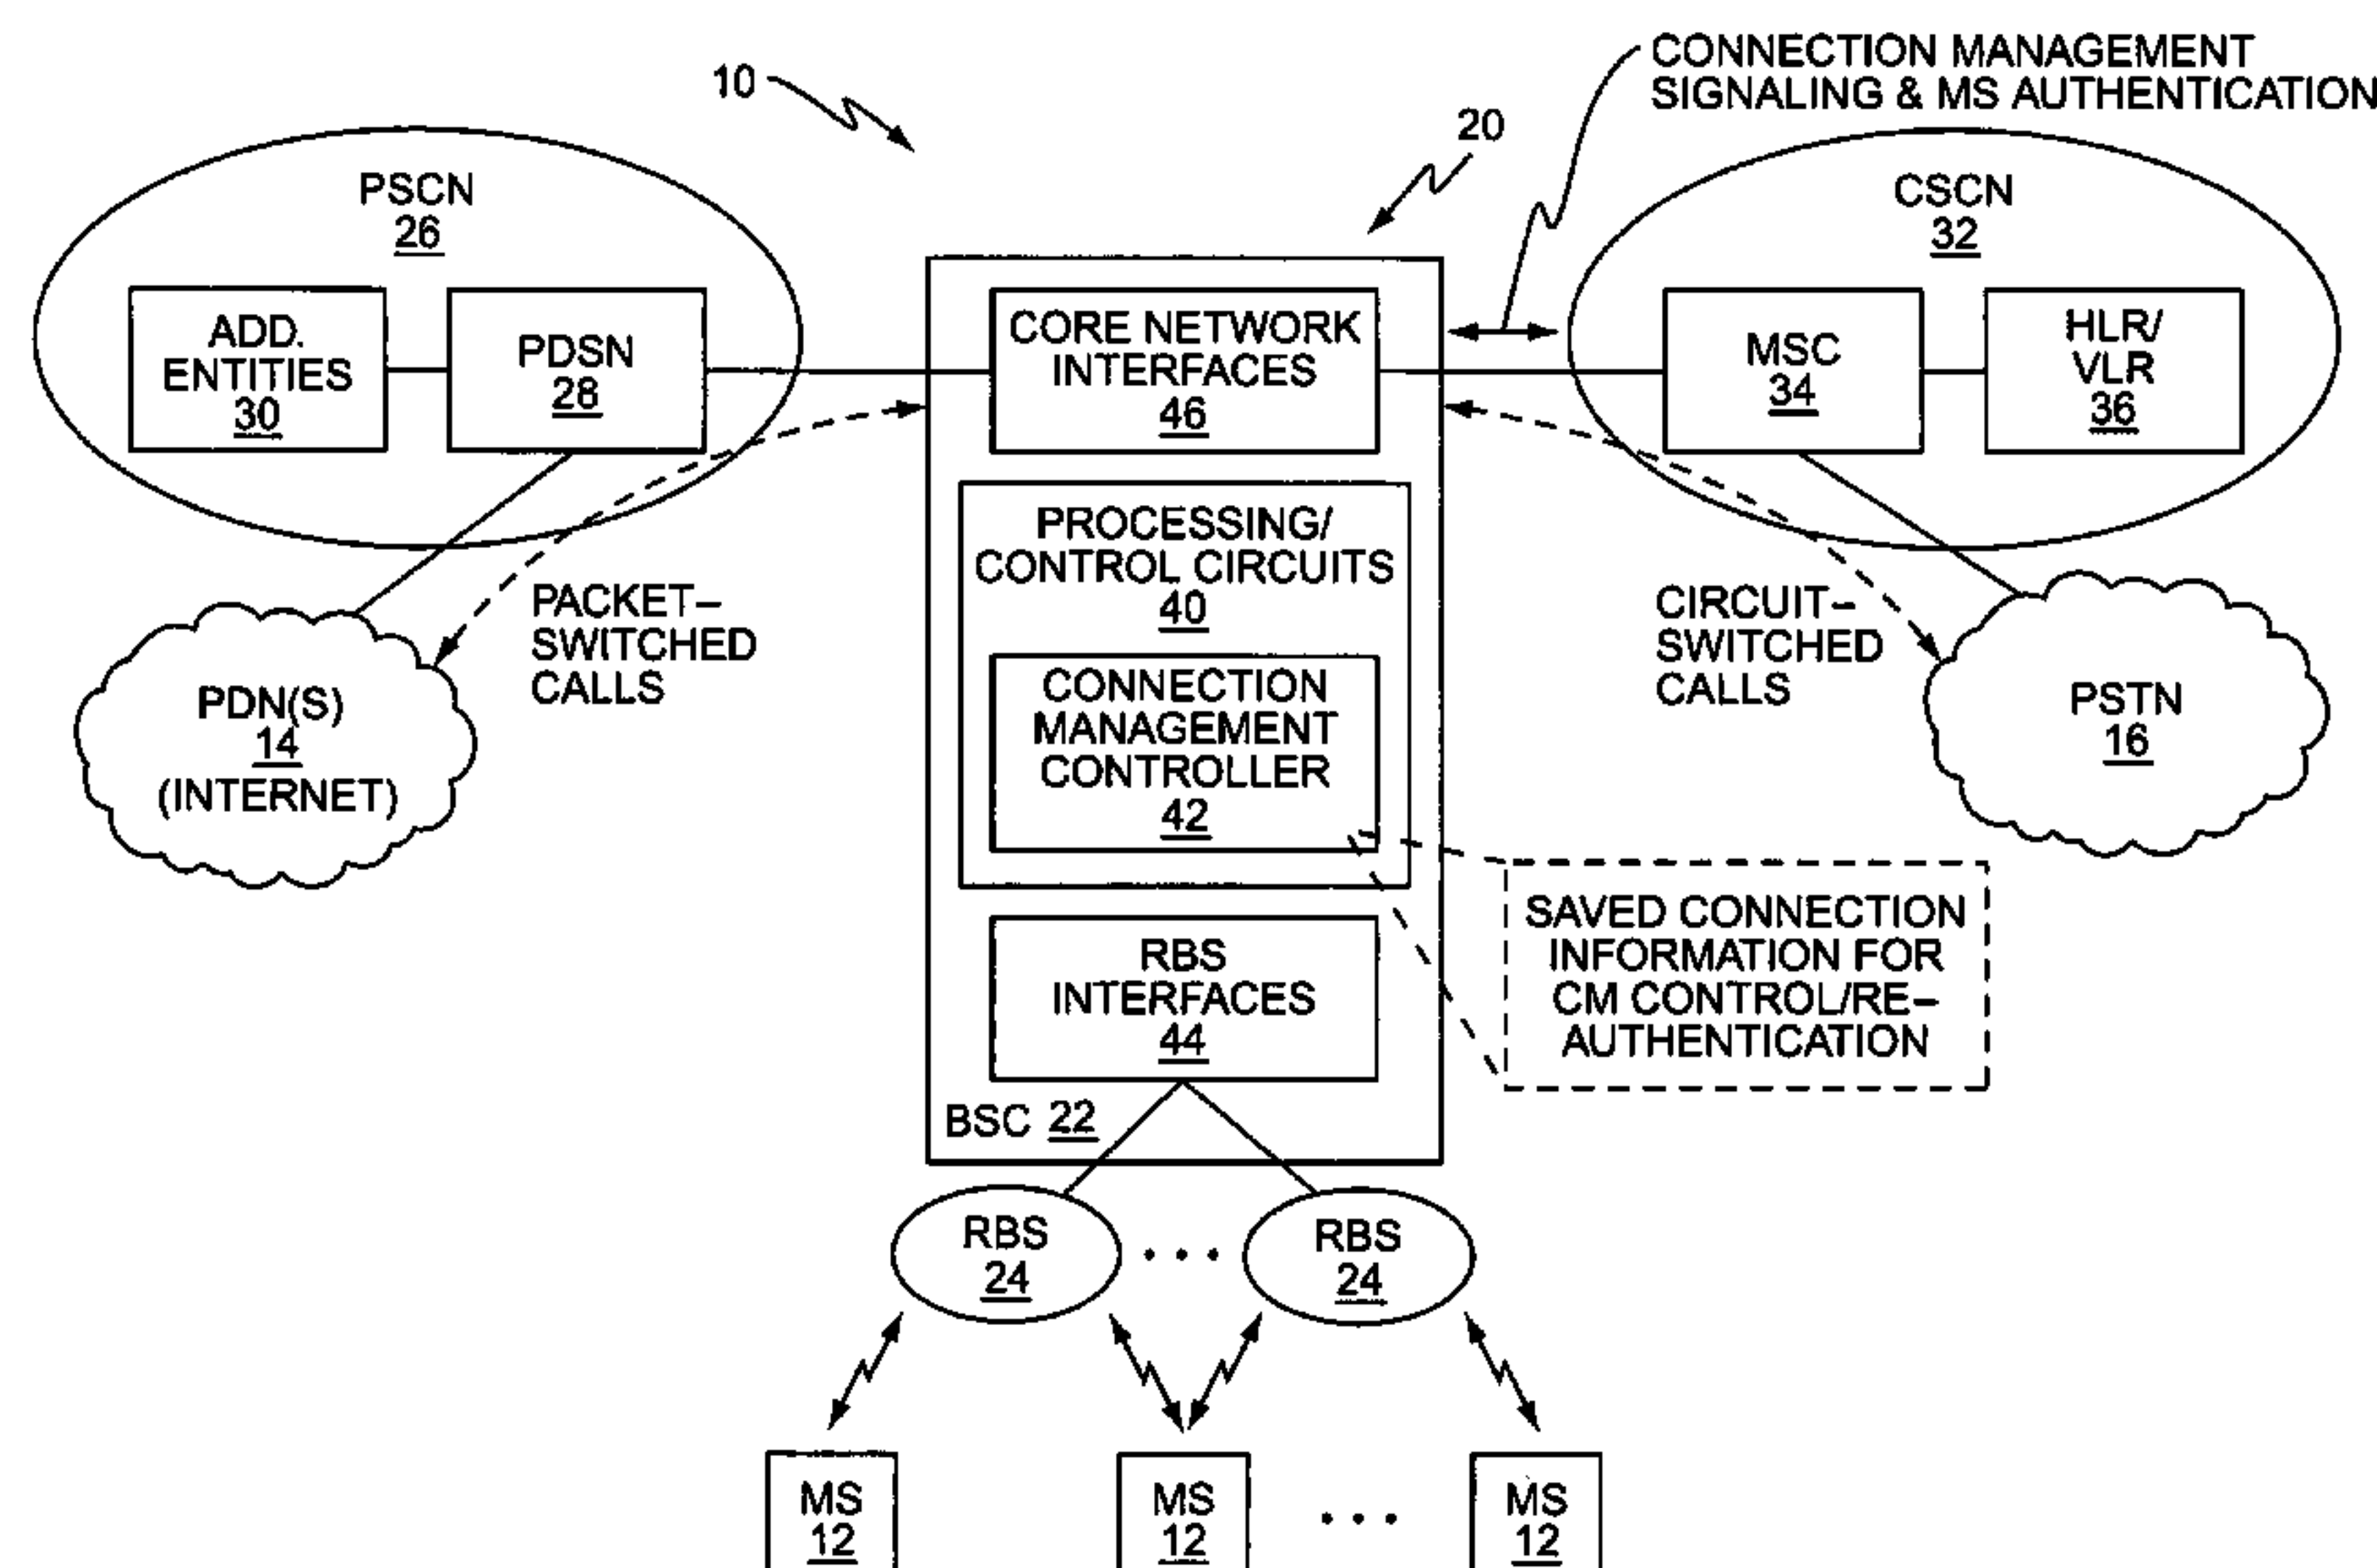 10
CONNECTION MANAGEMENT
SIGNALING & MS AUTHENTICATION
20
PSCN
26
ADD.
ENTITIES
30
PDSN
28
CORE NETWORK
INTERFACES
46
CSCN
32
MSC
34
HLR/
VLR
36
PROCESSING/
CONTROL CIRCUITS
40
PACKET-
SWITCHED
CALLS
CIRCUIT-
SWITCHED
CALLS
PDN(S)
14
(INTERNET)
CONNECTION
MANAGEMENT
CONTROLLER
42
PSTN
16
SAVED CONNECTION
INFORMATION FOR
CM CONTROL/RE-
AUTHENTICATION
RBS
INTERFACES
44
BSC 22
RBS
24
RBS
24
MS
12
MS
12
MS
12